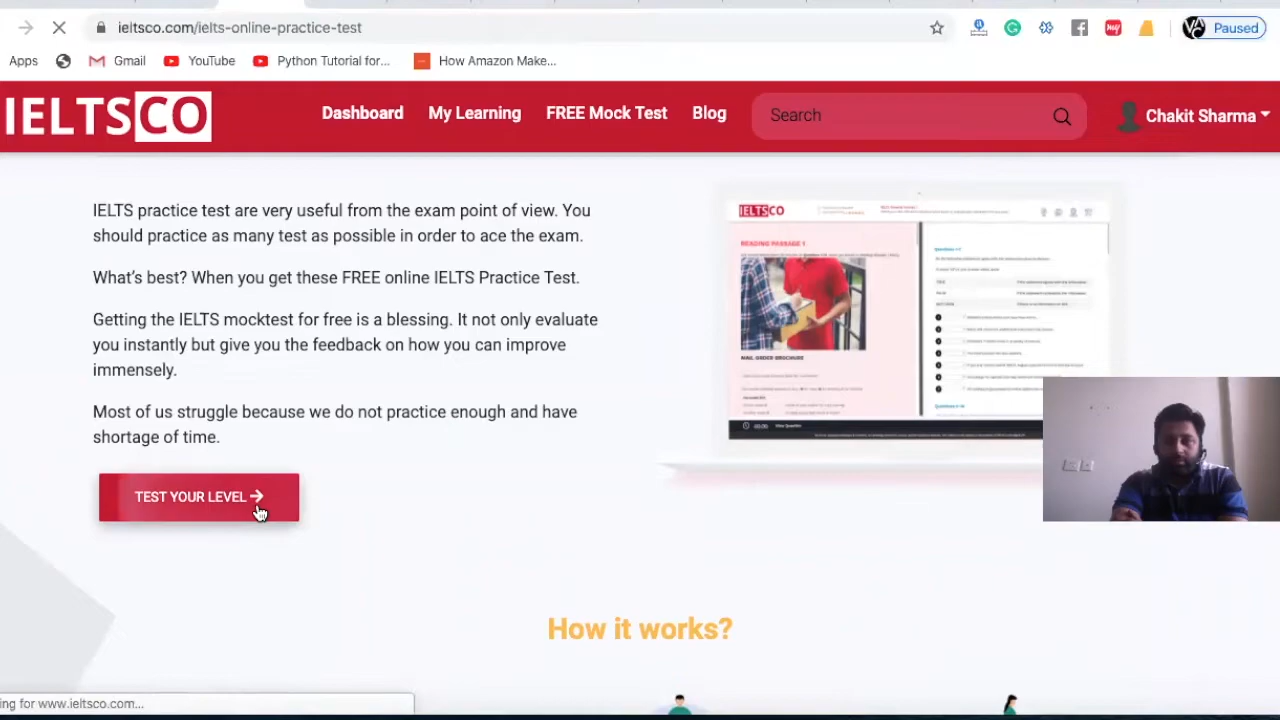 ieltsco.com/ielts-online-practice-test
Paused
Apps
Gmail
YouTube
Python Tutorial for...
How Amazon Make...
IELTSCO
Dashboard
My Learning
FREE Mock Test
Blog
Search
Chakit Sharma
IELTS practice test are very useful from the exam point of view. You
should practice as many test as possible in order to ace the exam.
What's best? When you get these FREE online IELTS Practice Test.
Getting the IELTS mocktest for free is a blessing. It not only evaluate
you instantly but give your feedback on how you can improve
immensely.
Most of us struggle because we do not practice enough and have
shortage of time.
TEST YOUR LEVEL
IELTSCO
READING PASSAGE 1
MAIL ORDER BROCHURE
How it works?
ng for www.ieltsco.com...